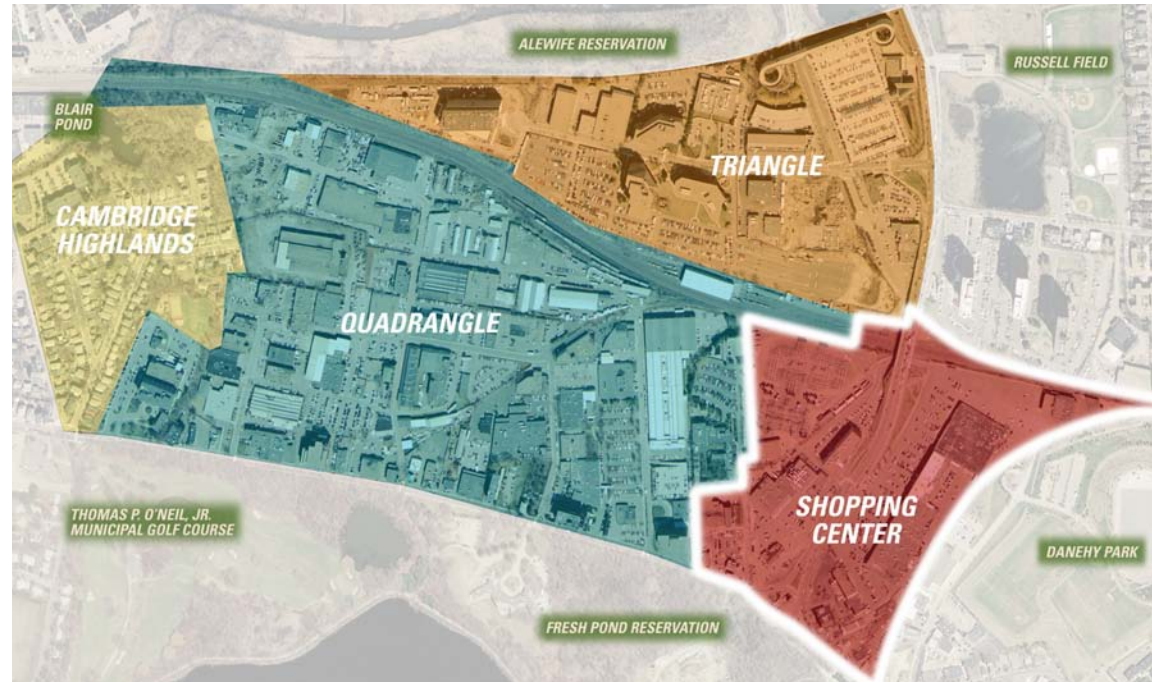 ALEWIFE RESERVATION
RUSSELL FIELD
BLAIR
POND
TRIANGLE
CAMBRIDGE
HIGHLANDS
QUADRANGLE
SHOPPING
CENTER
THOMAS P. O'NEIL, JR.
MUNICIPAL GOLF COURSE
DANEHY PARK
FRESH POND RESERVATION